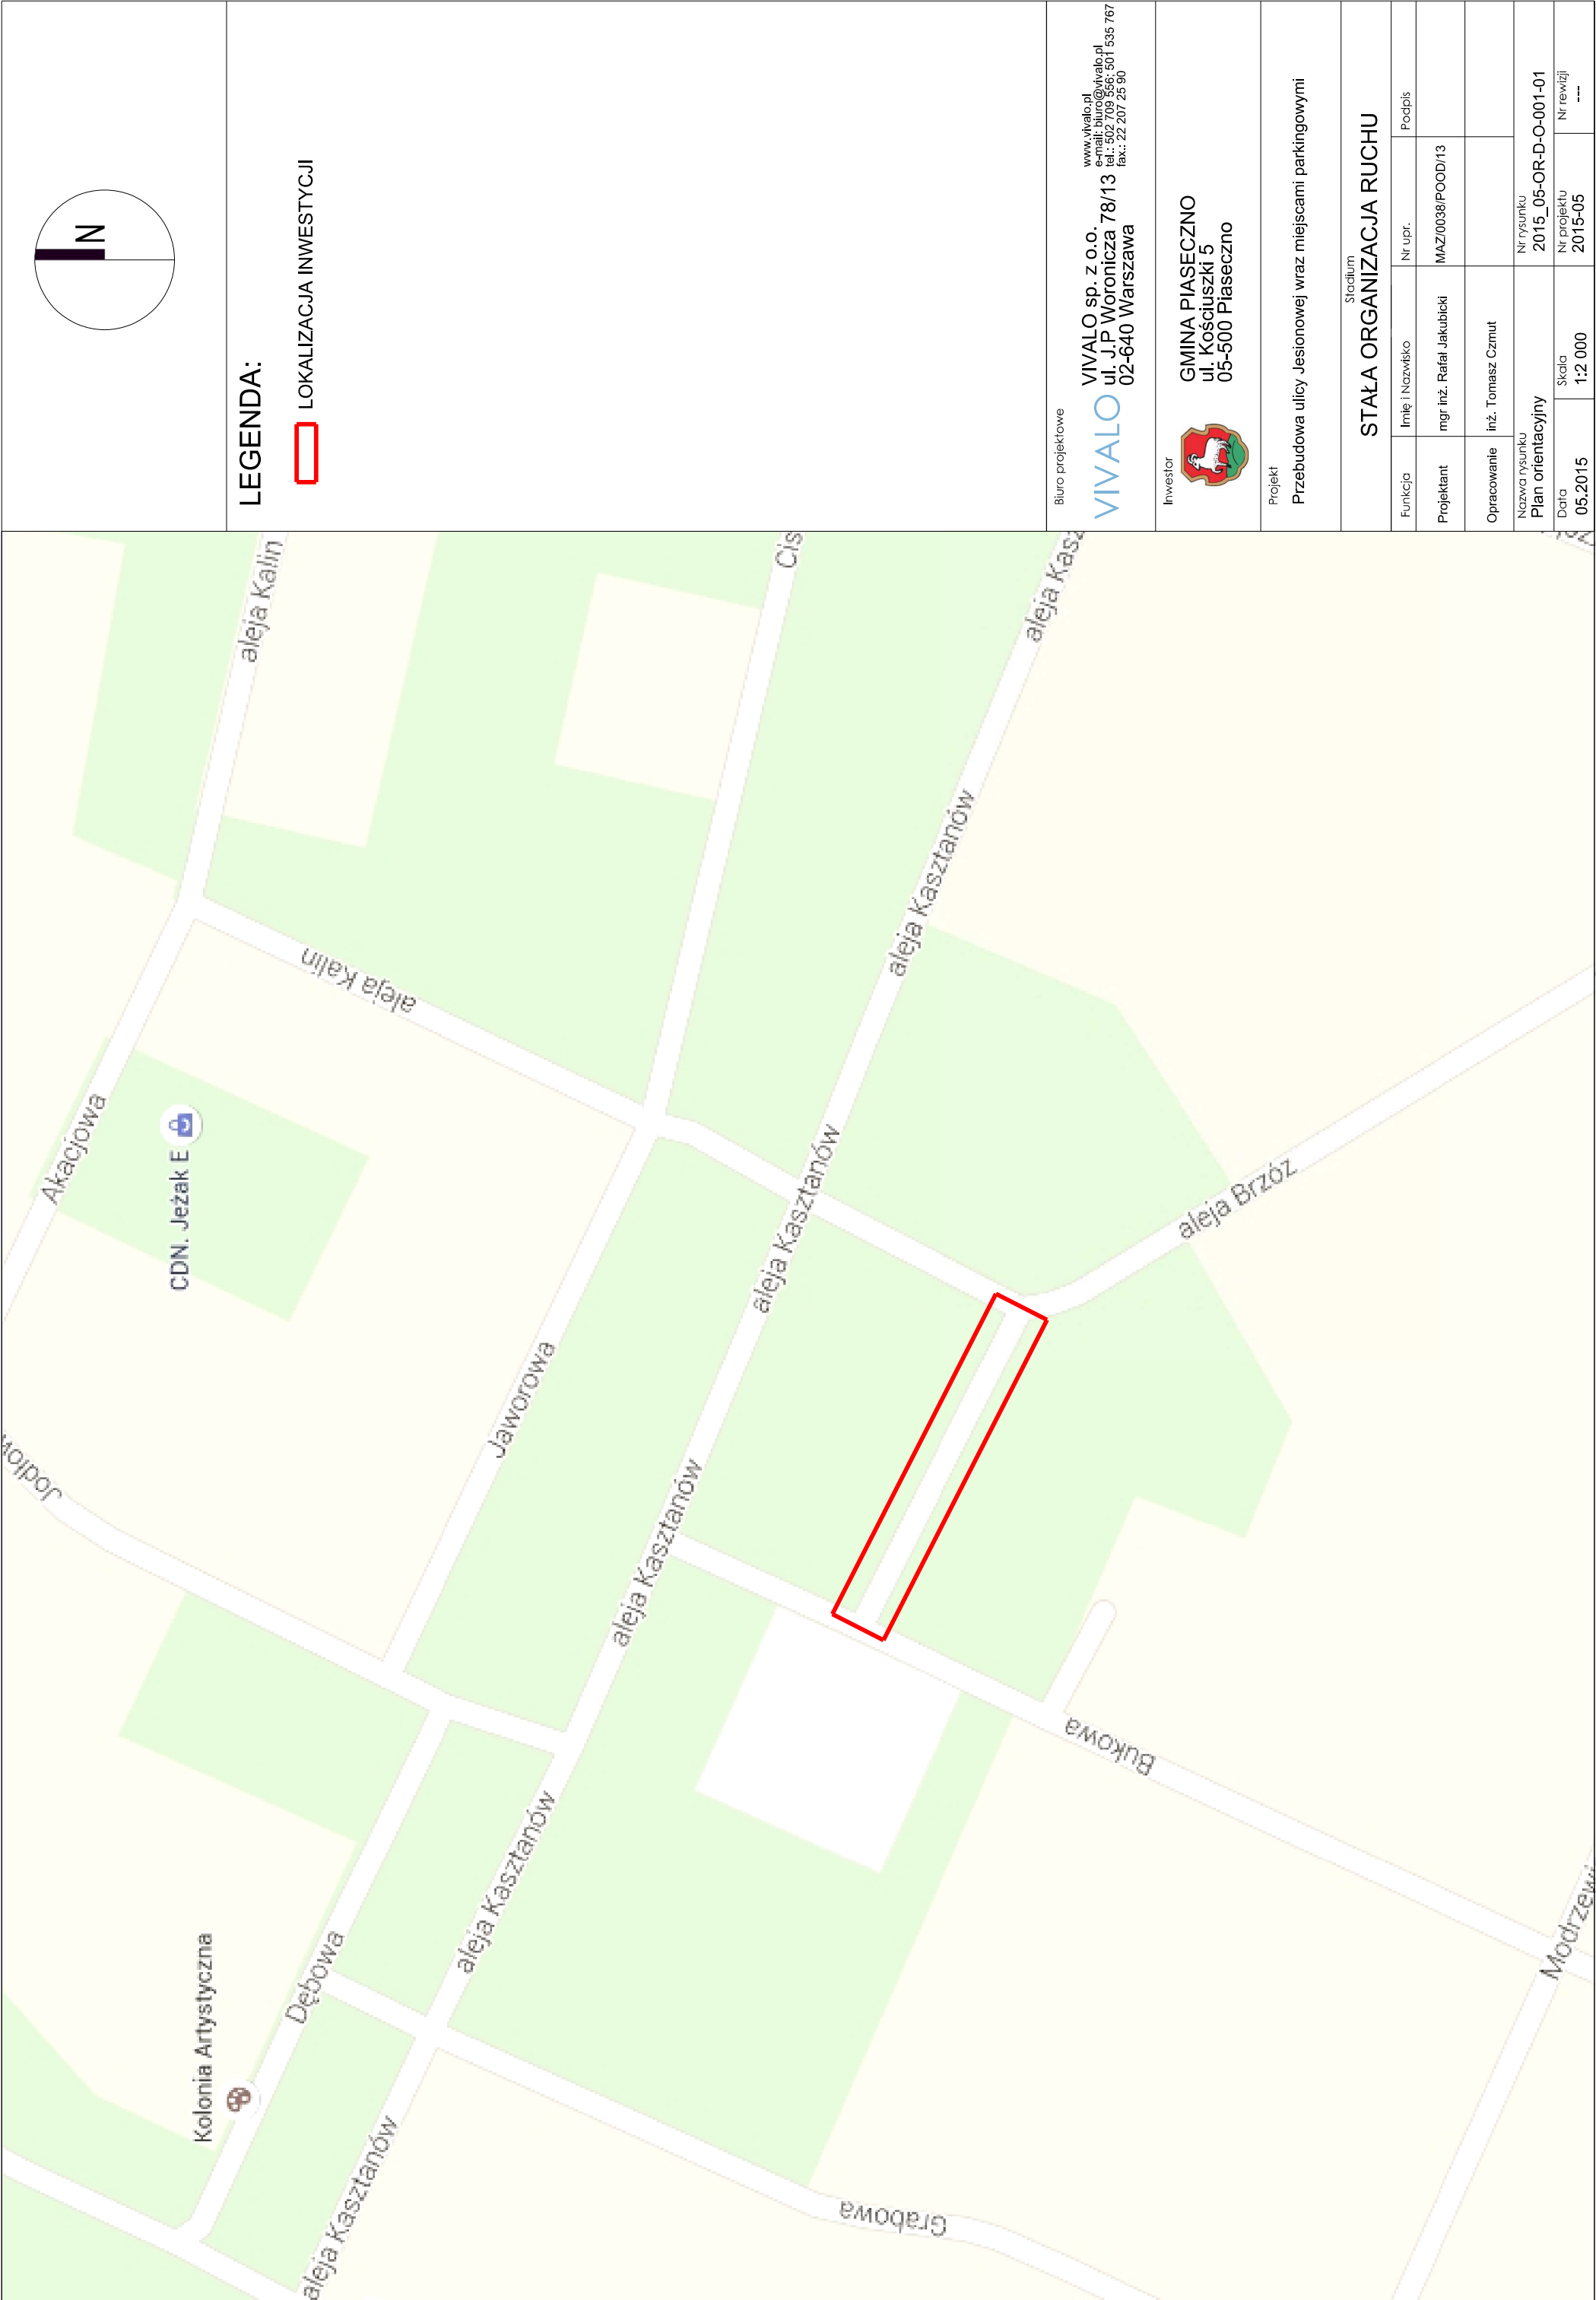 N
LEGENDA:
LOKALIZACJA INWESTYCJI
Biuro projektowe
VIVALO
VIVALO sp. z o.o.
ul. J.P Woronicza 78/13
02-640 Warszawa
www.vivalo.pl
e-mail: biuro@vivalo.pl
tel.: 502 709 556; 501 535 767
fax.: 22 207 25 90
Inwestor
GMINA PIASECZNO
ul. Kościuszki 5
05-500 Piaseczno
Projekt
Przebudowa ulicy Jesionowej wraz miejscami parkingowymi
Stadium
STAŁA ORGANIZACJA RUCHU
Funkcja Imię i Nazwisko Nr upr. Podpis
Projektant mgr inż. Rafał Jakubicki MAZ/0038/POOD/13
Opracowanie inż. Tomasz Czmut
Nazwa rysunku Nr rysunku
Plan orientacyjny 2015_05-OR-D-O-001-01
Data Skala Nr projektu Nr rewizji
05.2015 1:2 000 2015-05 ---
Jodłow
Akacjowa
CDN. Jeżak E
aleja Kalin
aleja Kalin
Cis
Jaworowa
Kolonia Artystyczna
Dębowa
aleja Kasztanów
aleja Kasztanów
aleja Kasztanów
aleja Kasztanów
aleja Kasztanów
aleja Kasz
aleja Brzóz
Bukowa
Grabowa
Modrzewi